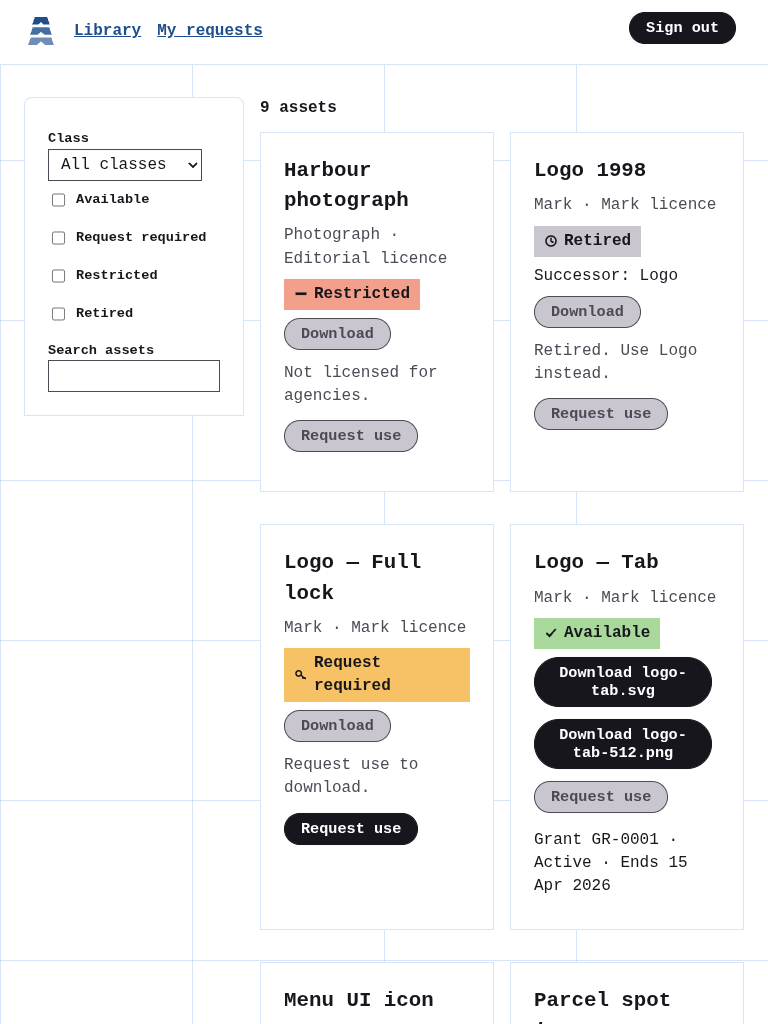 Library My requests
Sign out
Class
All classes
Available
Request required
Restricted
Retired
Search assets
9 assets
Harbour
photograph
Photograph ·
Editorial licence
Restricted
Download
Not licensed for
agencies.
Request use
Logo 1998
Mark · Mark licence
Retired
Successor: Logo
Download
Retired. Use Logo
instead.
Request use
Logo — Full
lock
Mark · Mark licence
Request
required
Download
Request use to
download.
Request use
Logo — Tab
Mark · Mark licence
Available
Download logo-
tab.svg
Download logo-
tab-512.png
Request use
Grant GR-0001 ·
Active · Ends 15
Apr 2026
Menu UI icon
Parcel spot